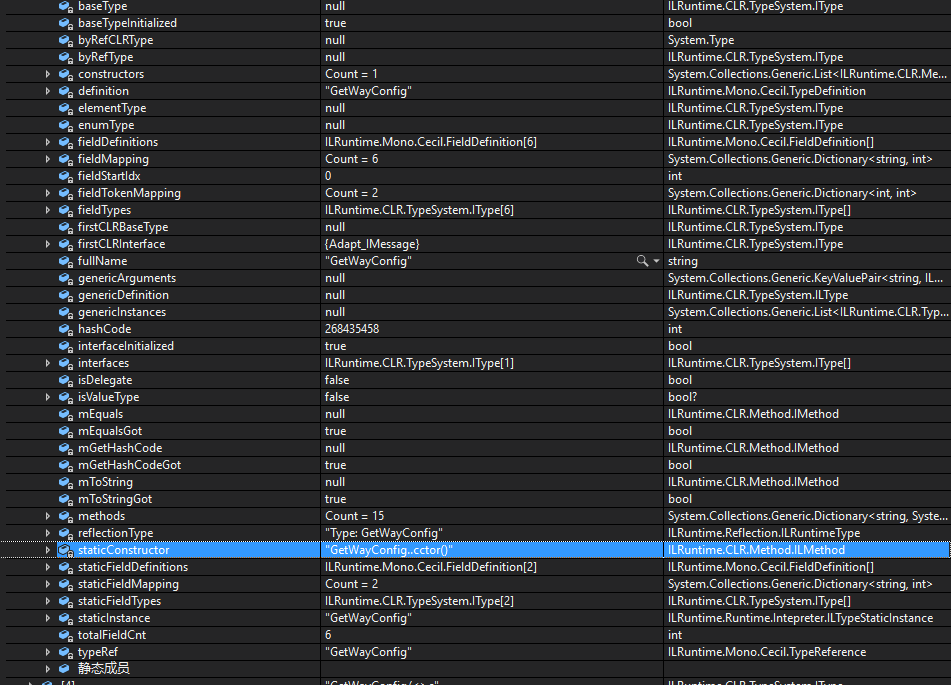 baseType null ILRuntime.CLR.TypeSystem.IType
baseTypeInitialized true bool
byRefCLRType null System.Type
byRefType null ILRuntime.CLR.TypeSystem.IType
constructors Count = 1 System.Collections.Generic.List<ILRuntime.CLR.Me...
definition "GetWayConfig" ILRuntime.Mono.Cecil.TypeDefinition
elementType null ILRuntime.CLR.TypeSystem.IType
enumType null ILRuntime.CLR.TypeSystem.IType
fieldDefinitions ILRuntime.Mono.Cecil.FieldDefinition[6] ILRuntime.Mono.Cecil.FieldDefinition[]
fieldMapping Count = 6 System.Collections.Generic.Dictionary<string, int>
fieldStartIdx 0 int
fieldTokenMapping Count = 2 System.Collections.Generic.Dictionary<int, int>
fieldTypes ILRuntime.CLR.TypeSystem.IType[6] ILRuntime.CLR.TypeSystem.IType[]
firstCLRBaseType null ILRuntime.CLR.TypeSystem.IType
firstCLRInterface {Adapt_IMessage} ILRuntime.CLR.TypeSystem.IType
fullName "GetWayConfig" string
genericArguments null System.Collections.Generic.KeyValuePair<string, IL...
genericDefinition null ILRuntime.CLR.TypeSystem.ILType
genericInstances null System.Collections.Generic.List<ILRuntime.CLR.Typ...
hashCode 268435458 int
interfaceInitialized true bool
interfaces ILRuntime.CLR.TypeSystem.IType[1] ILRuntime.CLR.TypeSystem.IType[]
isDelegate false bool
isValueType false bool?
mEquals null ILRuntime.CLR.Method.IMethod
mEqualsGot true bool
mGetHashCode null ILRuntime.CLR.Method.IMethod
mGetHashCodeGot true bool
mToString null ILRuntime.CLR.Method.IMethod
mToStringGot true bool
methods Count = 15 System.Collections.Generic.Dictionary<string, Syste...
reflectionType "Type: GetWayConfig" ILRuntime.Reflection.ILRuntimeType
staticConstructor "GetWayConfig..cctor()" ILRuntime.CLR.Method.ILMethod
staticFieldDefinitions ILRuntime.Mono.Cecil.FieldDefinition[2] ILRuntime.Mono.Cecil.FieldDefinition[]
staticFieldMapping Count = 2 System.Collections.Generic.Dictionary<string, int>
staticFieldTypes ILRuntime.CLR.TypeSystem.IType[2] ILRuntime.CLR.TypeSystem.IType[]
staticInstance "GetWayConfig" ILRuntime.Runtime.Intepreter.ILTypeStaticInstance
totalFieldCnt 6 int
typeRef "GetWayConfig" ILRuntime.Mono.Cecil.TypeReference
静态成员